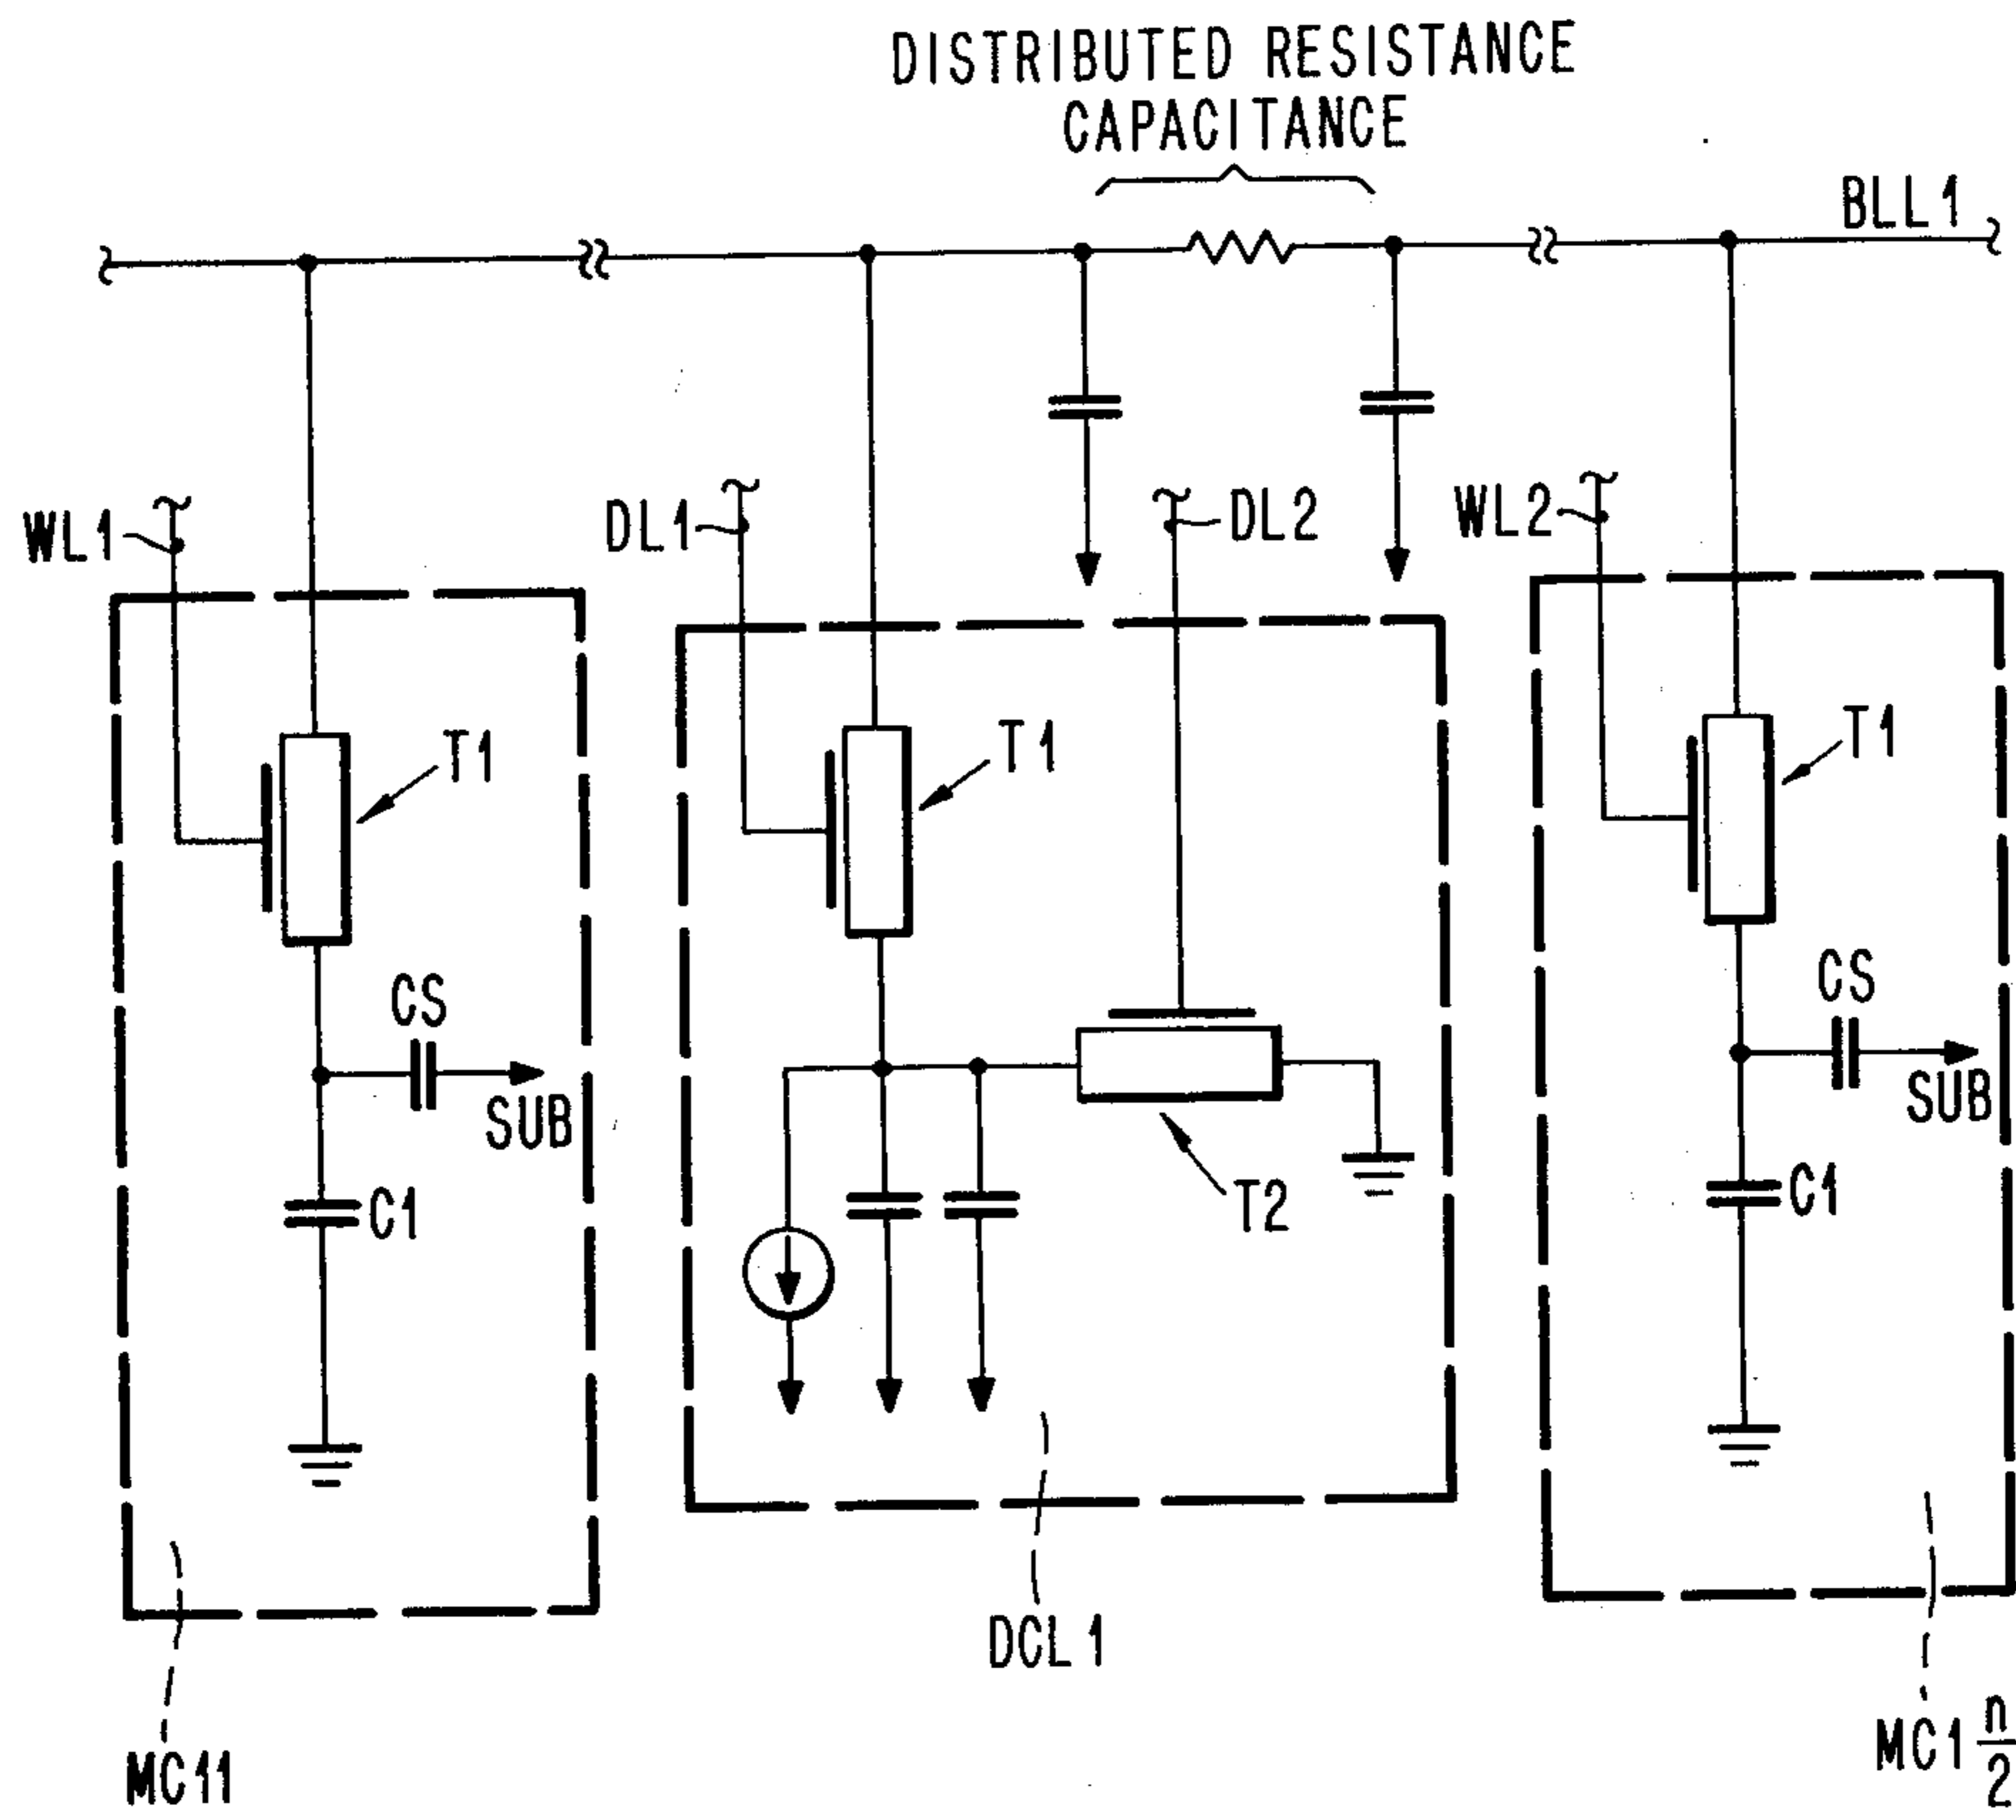 DISTRIBUTED RESISTANCE
CAPACITANCE
BLL1
WL1
DL1
DL2
WL2
T1
T1
T1
CS
CS
SUB
SUB
C1
T2
C1
DCL1
MC11
MC1 n/2